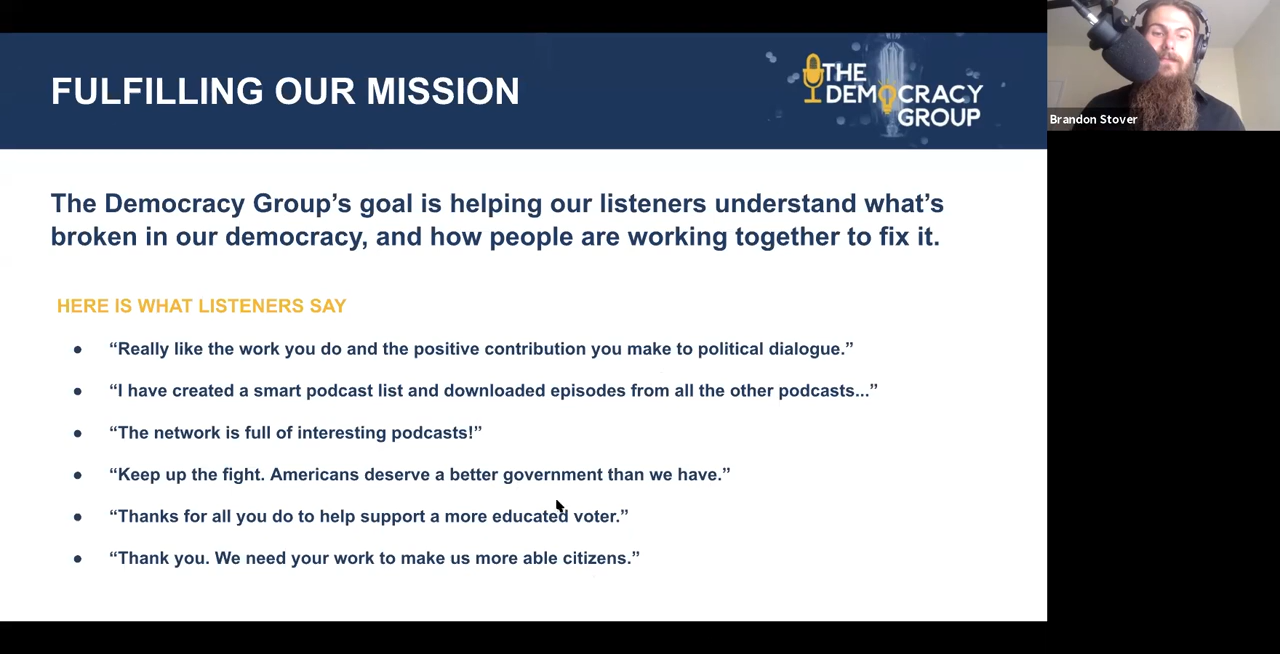 FULFILLING OUR MISSION
THE
DEMOCRACY
GROUP
Brandon Stover
The Democracy Group’s goal is helping our listeners understand what’s
broken in our democracy, and how people are working together to fix it.
HERE IS WHAT LISTENERS SAY
● “Really like the work you do and the positive contribution you make to political dialogue.”
● “I have created a smart podcast list and downloaded episodes from all the other podcasts...”
● “The network is full of interesting podcasts!”
● “Keep up the fight. Americans deserve a better government than we have.”
● “Thanks for all you do to help support a more educated voter.”
● “Thank you. We need your work to make us more able citizens.”